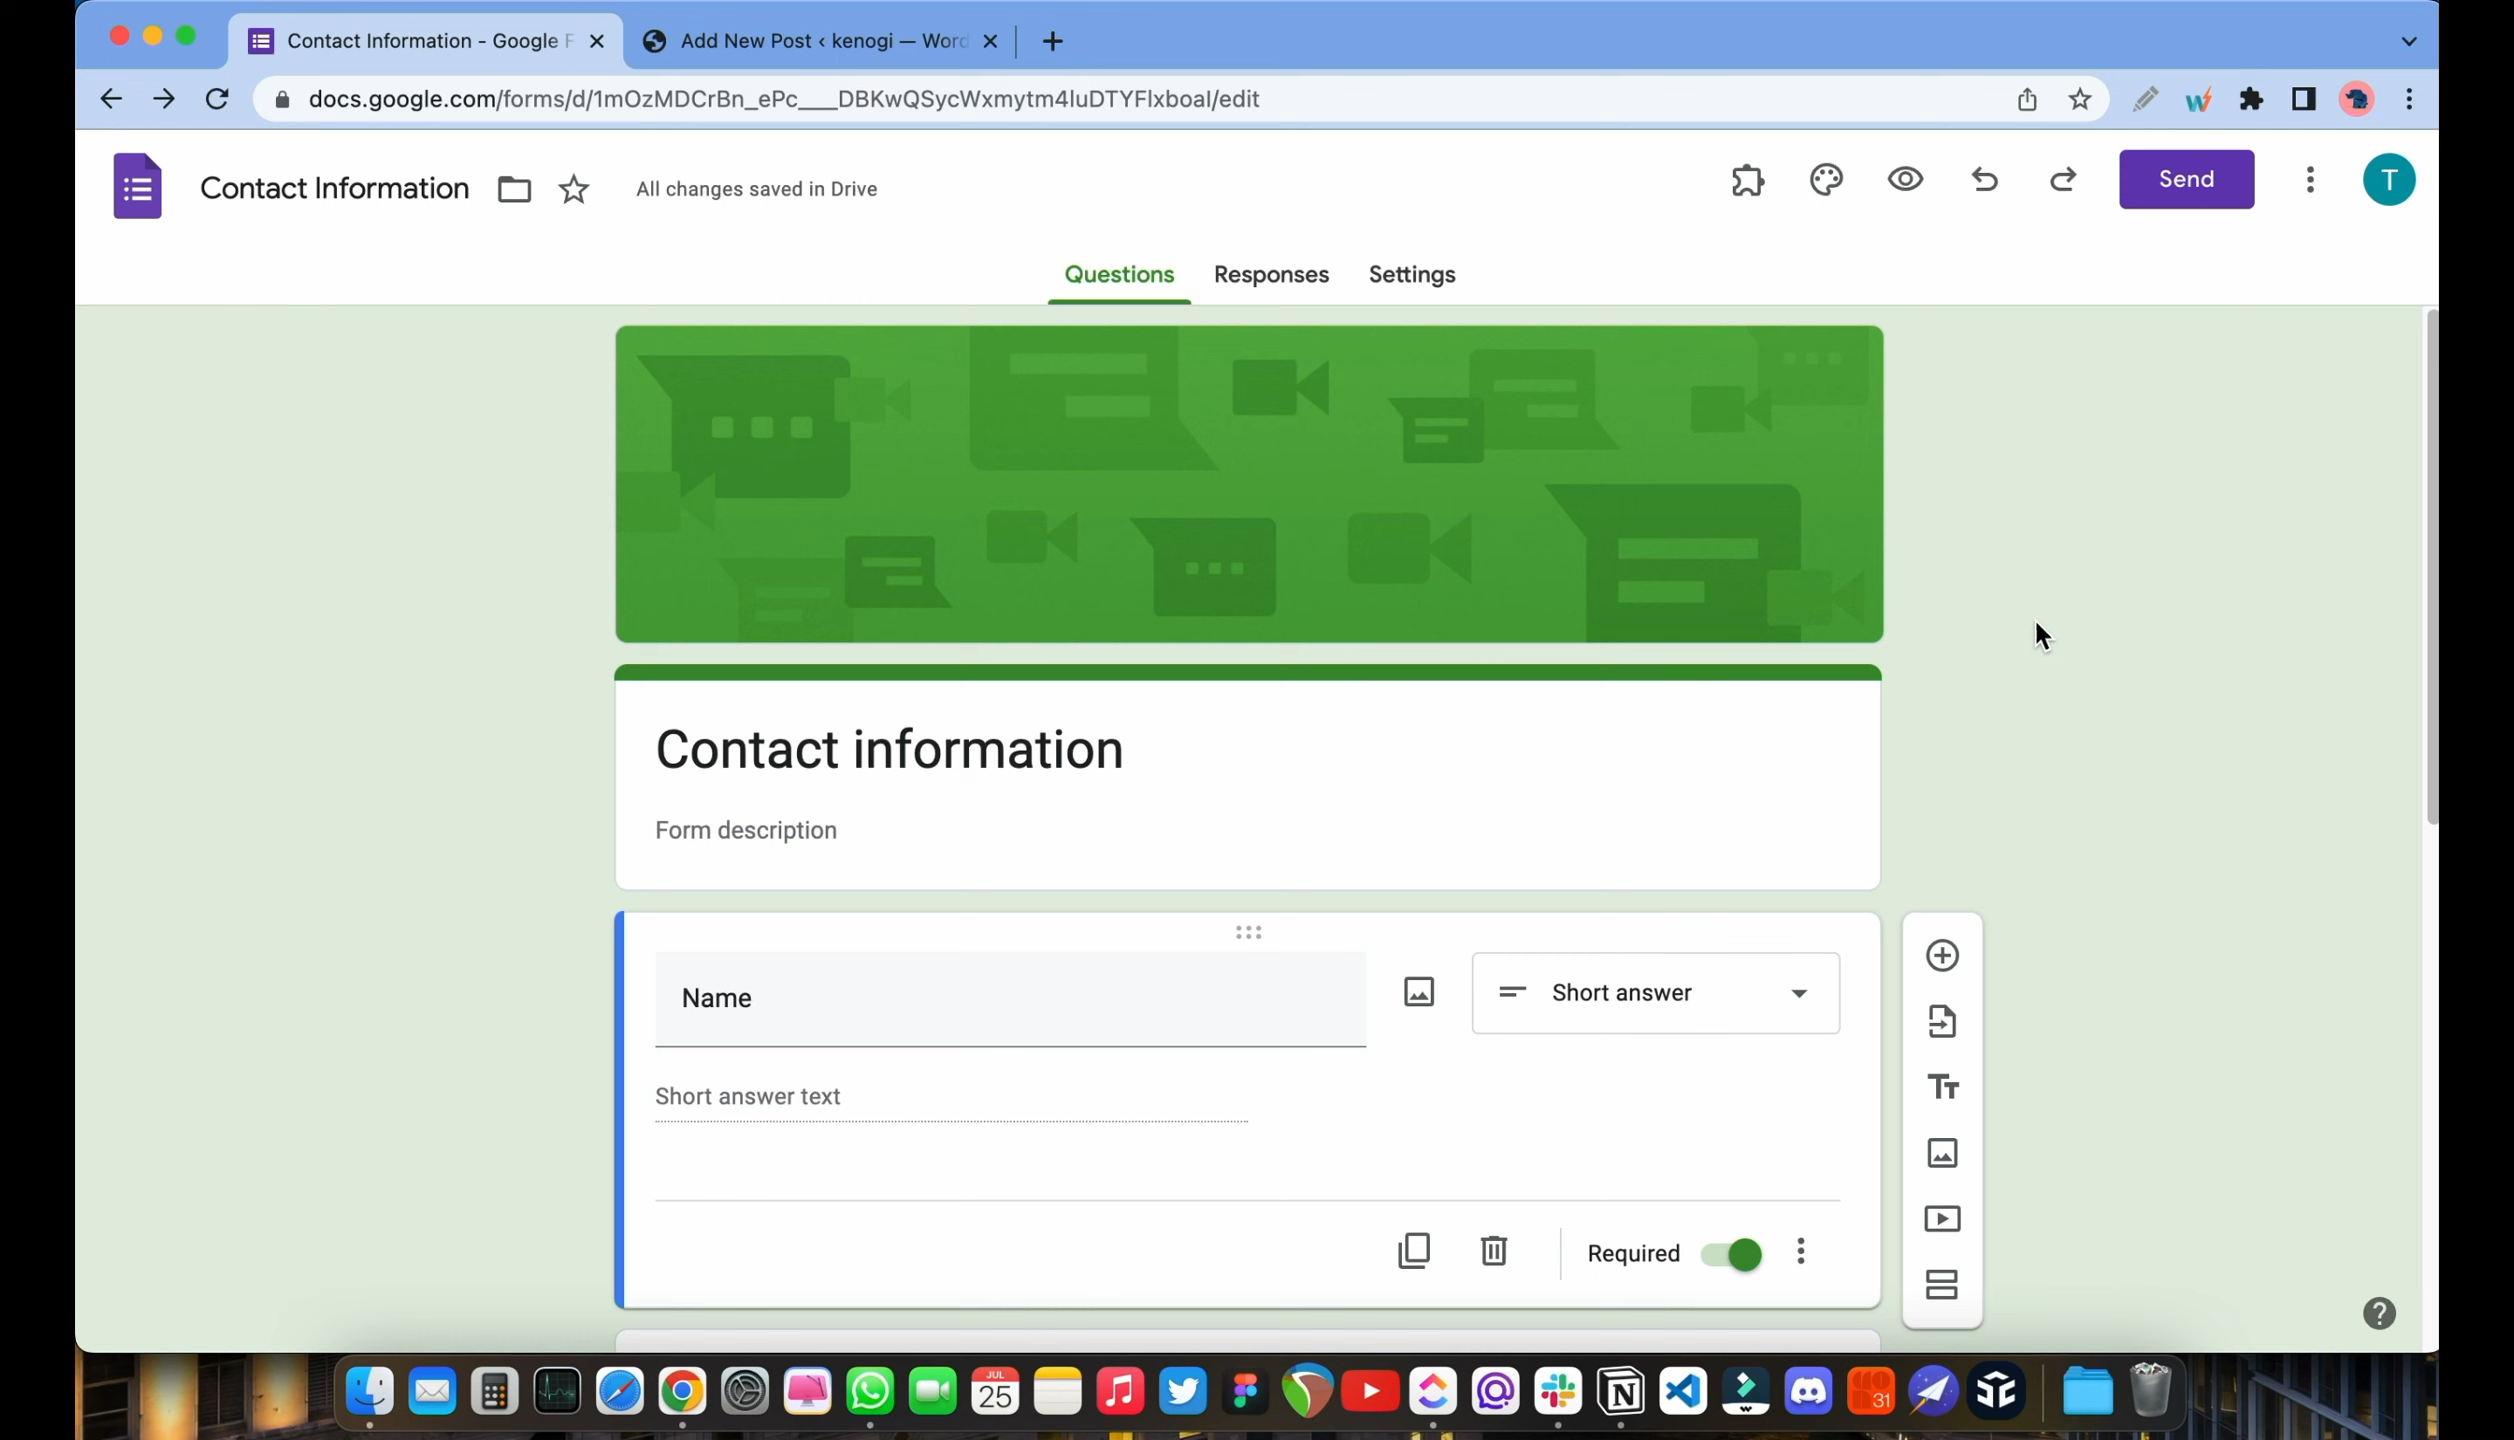 Contact Information - Google F
Add New Post ‹ kenogi — Word
docs.google.com/forms/d/1mOzMDCrBn_ePc___DBKwQSycWxmytm4luDTYFlxboaI/edit
Contact Information
All changes saved in Drive
Send
T
Questions
Responses
Settings
Contact information
Form description
Name
Short answer
Short answer text
Required
JUL
25
31